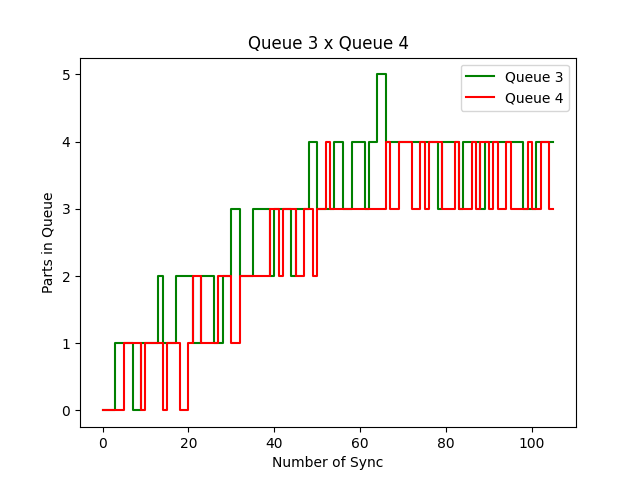 Queue 3 x Queue 4
Queue 3
Queue 4
Parts in Queue
5
4
3
2
1
0
0 20 40 60 80 100
Number of Sync